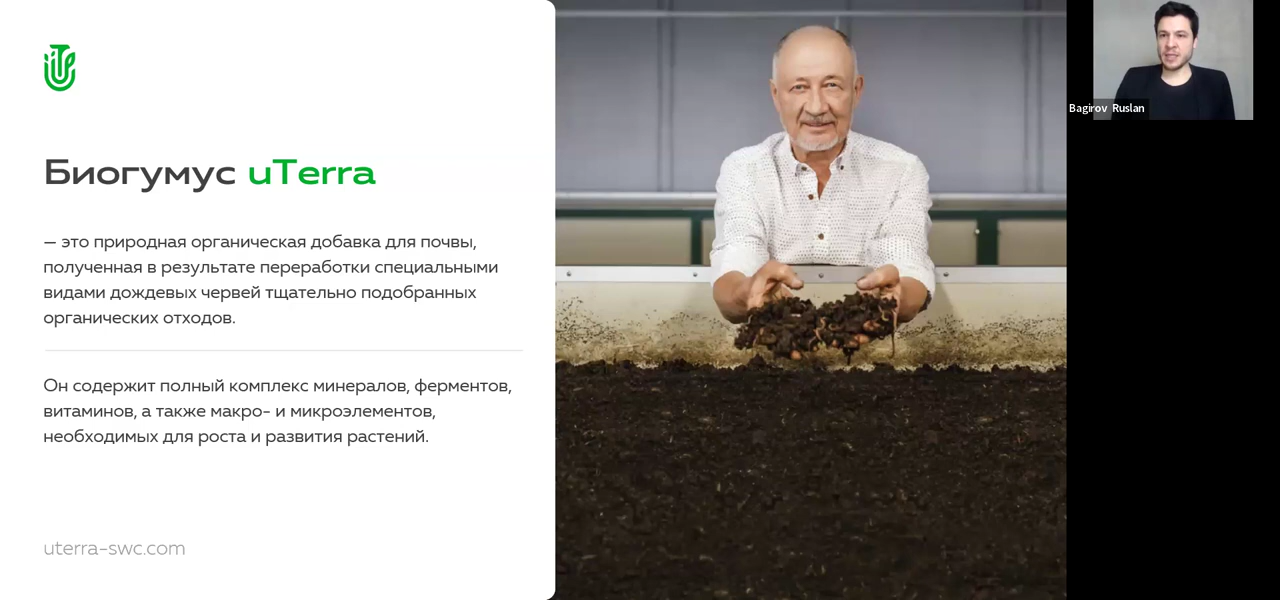 Биогумус uTerra
— это природная органическая добавка для почвы,
полученная в результате переработки специальными
видами дождевых червей тщательно подобранных
органических отходов.
Он содержит полный комплекс минералов, ферментов,
витаминов, а также макро- и микроэлементов,
необходимых для роста и развития растений.
uterra-swc.com
Bagirov Ruslan